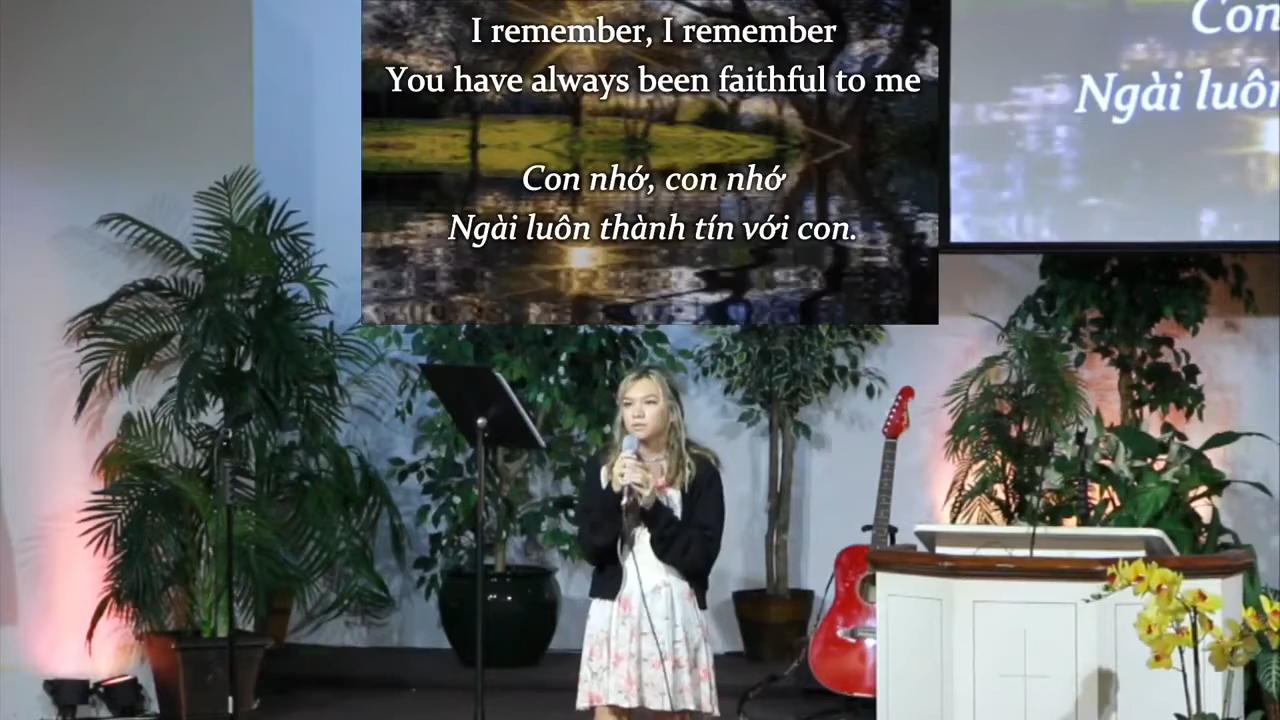 I remember, I remember
You have always been faithful to me
Con nhớ, con nhớ
Ngài luôn thành tín với con.
Con
Ngài luôn